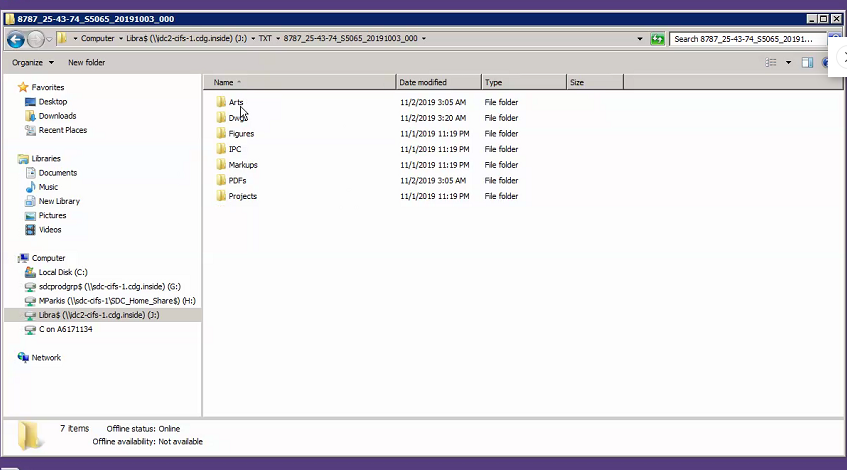 8787_25-43-74_S5065_20191003_000
Computer Libra$ (\\idc2-cifs-1.cdg.inside) (J:) TXT 8787_25-43-74_S5065_20191003_000 Search 8787_25-43-74_S5065_20191...
Organize New folder
Name Date modified Type Size
Favorites
Desktop
Downloads
Recent Places
Libraries
Documents
Music
New Library
Pictures
Videos
Computer
Local Disk (C:)
sdcprodgrp$ (\\sdc-cifs-1.cdg.inside) (G:)
MParkis (\\sdc-cifs-1\SDC_Home_Share$) (H:)
Libra$ (\\idc2-cifs-1.cdg.inside) (J:)
C on A6171134
Network
Arts 11/2/2019 3:05 AM File folder
11/2/2019 3:20 AM File folder
Figures 11/1/2019 11:19 PM File folder
IPC 11/1/2019 11:19 PM File folder
Markups 11/1/2019 11:19 PM File folder
PDFs 11/2/2019 3:05 AM File folder
Projects 11/1/2019 11:19 PM File folder
7 items Offline status: Online
Offline availability: Not available